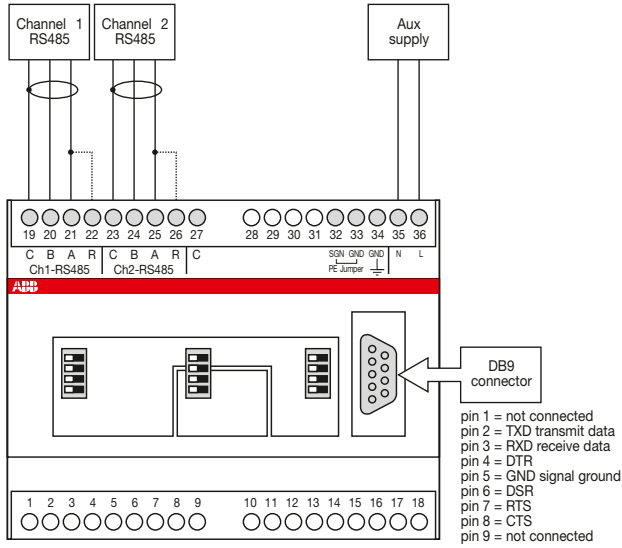 Channel 1
RS485
Channel 2
RS485
Aux
supply
19 20 21 22 23 24 25 26 27 28 29 30 31 32 33 34 35 36
C B A R C B A R C SGN GND GND N L
Ch1-RS485 Ch2-RS485 PE Jumper
ABB
DB9
connector
pin 1 = not connected
pin 2 = TXD transmit data
pin 3 = RXD receive data
pin 4 = DTR
pin 5 = GND signal ground
pin 6 = DSR
pin 7 = RTS
pin 8 = CTS
pin 9 = not connected
1 2 3 4 5 6 7 8 9 10 11 12 13 14 15 16 17 18